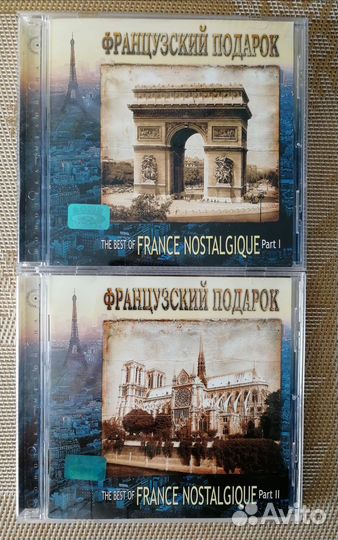 ФРАНЦУЗСКИЙ ПОДАРОК
THE BEST OF FRANCE NOSTALGIQUE Part I
ФРАНЦУЗСКИЙ ПОДАРОК
THE BEST OF FRANCE NOSTALGIQUE Part II
Avito